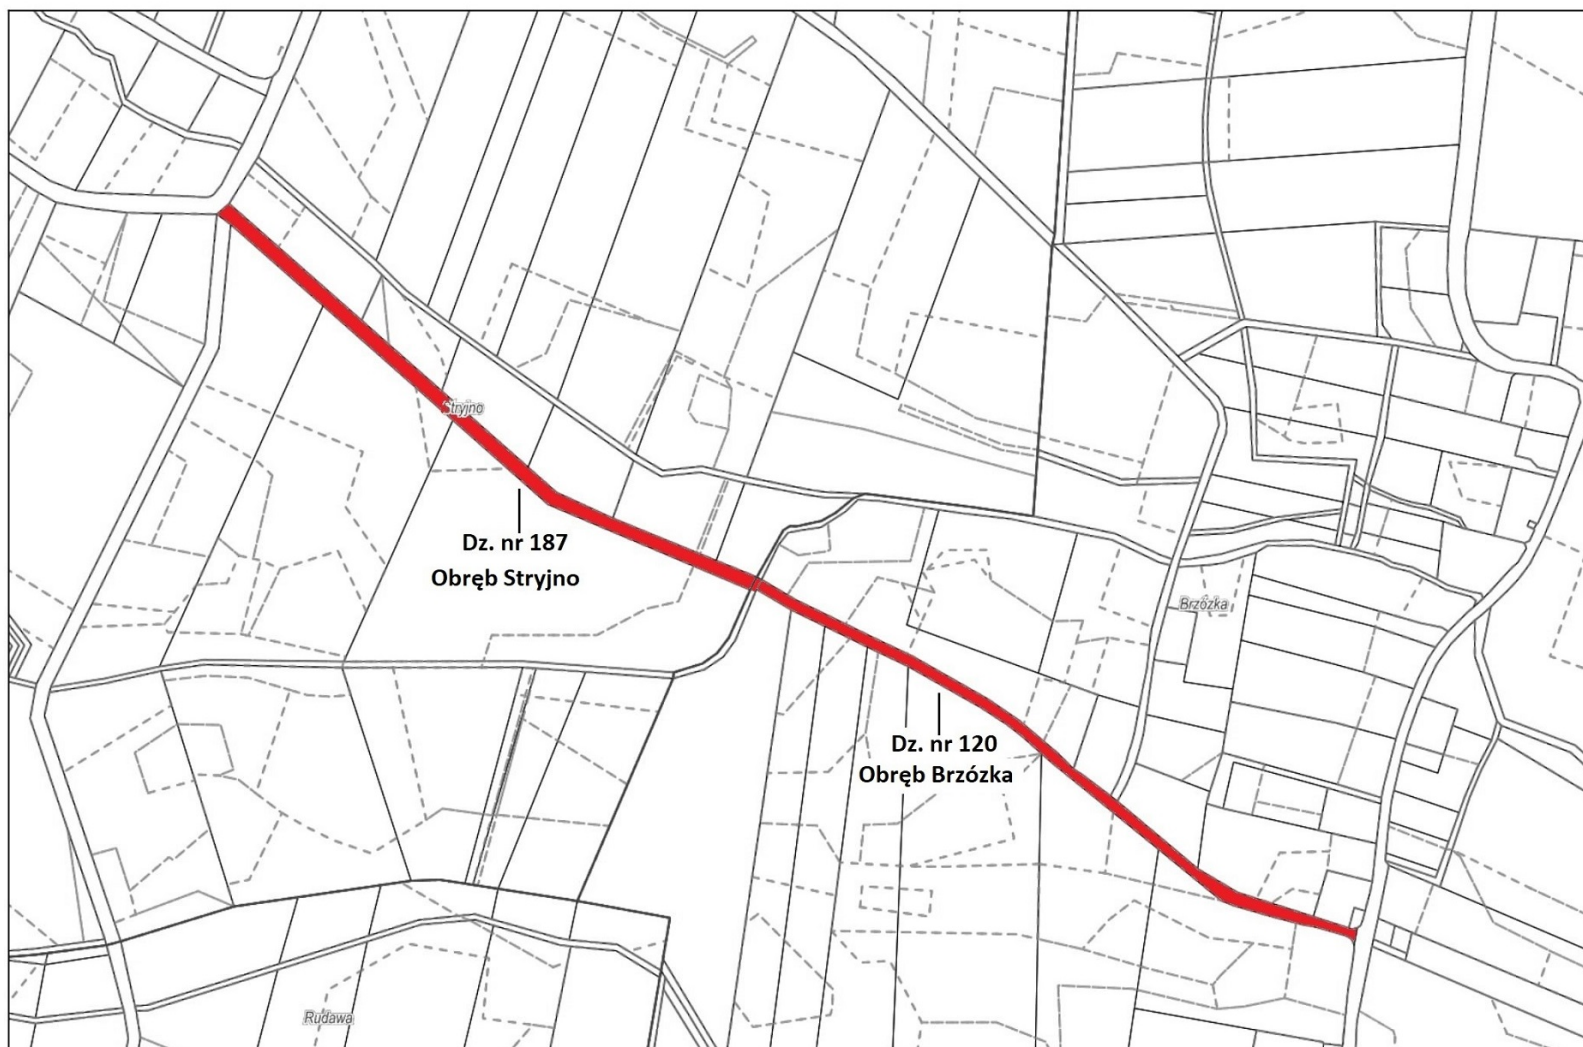 Stryjno
Dz. nr 187
Obręb Stryjno
Brzózka
Dz. nr 120
Obręb Brzózka
Rudawa